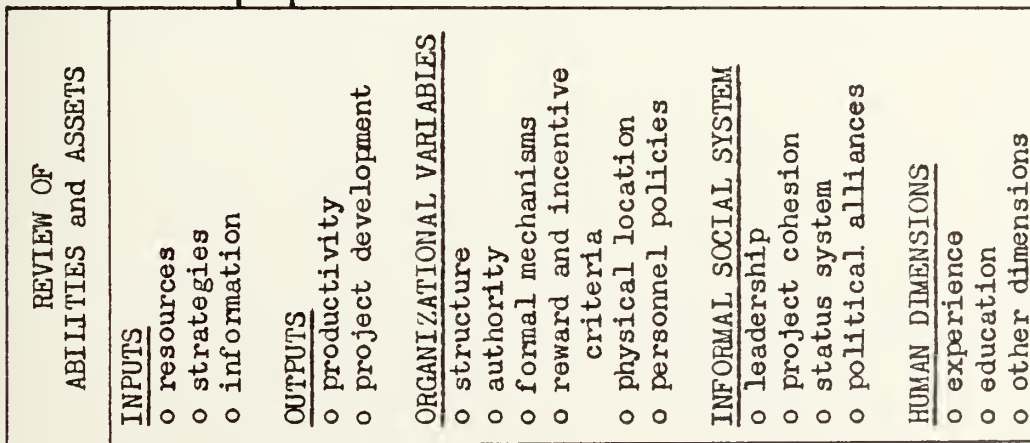 REVIEW OF
ABILITIES and ASSETS
INPUTS
o resources
o strategies
o information
OUTPUTS
o productivity
o project development
ORGANIZATIONAL VARIABLES
o structure
o authority
o formal mechanisms
o reward and incentive
criteria
o physical location
o personnel policies
INFORMAL SOCIAL SYSTEM
o leadership
o project cohesion
o status system
o political alliances
HUMAN DIMENSIONS
o experience
o education
o other dimensions